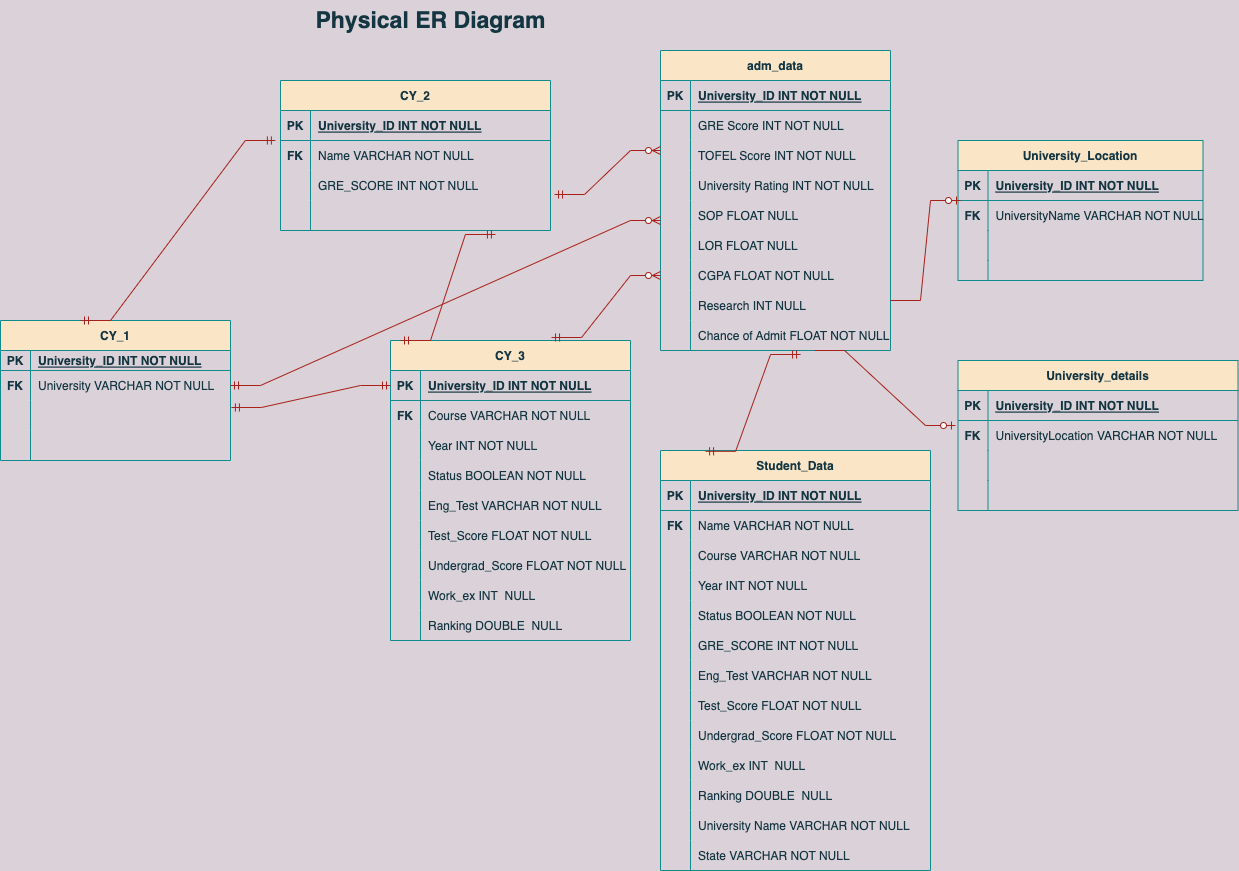 Physical ER Diagram
CY_2
PK University_ID INT NOT NULL
FK Name VARCHAR NOT NULL
GRE_SCORE INT NOT NULL
adm_data
PK University_ID INT NOT NULL
GRE Score INT NOT NULL
TOFEL Score INT NOT NULL
University Rating INT NOT NULL
SOP FLOAT NULL
LOR FLOAT NULL
CGPA FLOAT NOT NULL
Research INT NULL
Chance of Admit FLOAT NOT NULL
University_Location
PK University_ID INT NOT NULL
FK UniversityName VARCHAR NOT NULL
CY_1
PK University_ID INT NOT NULL
FK University VARCHAR NOT NULL
CY_3
PK University_ID INT NOT NULL
FK Course VARCHAR NOT NULL
Year INT NOT NULL
Status BOOLEAN NOT NULL
Eng_Test VARCHAR NOT NULL
Test_Score FLOAT NOT NULL
Undergrad_Score FLOAT NOT NULL
Work_ex INT  NULL
Ranking DOUBLE  NULL
University_details
PK University_ID INT NOT NULL
FK UniversityLocation VARCHAR NOT NULL
Student_Data
PK University_ID INT NOT NULL
FK Name VARCHAR NOT NULL
Course VARCHAR NOT NULL
Year INT NOT NULL
Status BOOLEAN NOT NULL
GRE_SCORE INT NOT NULL
Eng_Test VARCHAR NOT NULL
Test_Score FLOAT NOT NULL
Undergrad_Score FLOAT NOT NULL
Work_ex INT  NULL
Ranking DOUBLE  NULL
University Name VARCHAR NOT NULL
State VARCHAR NOT NULL